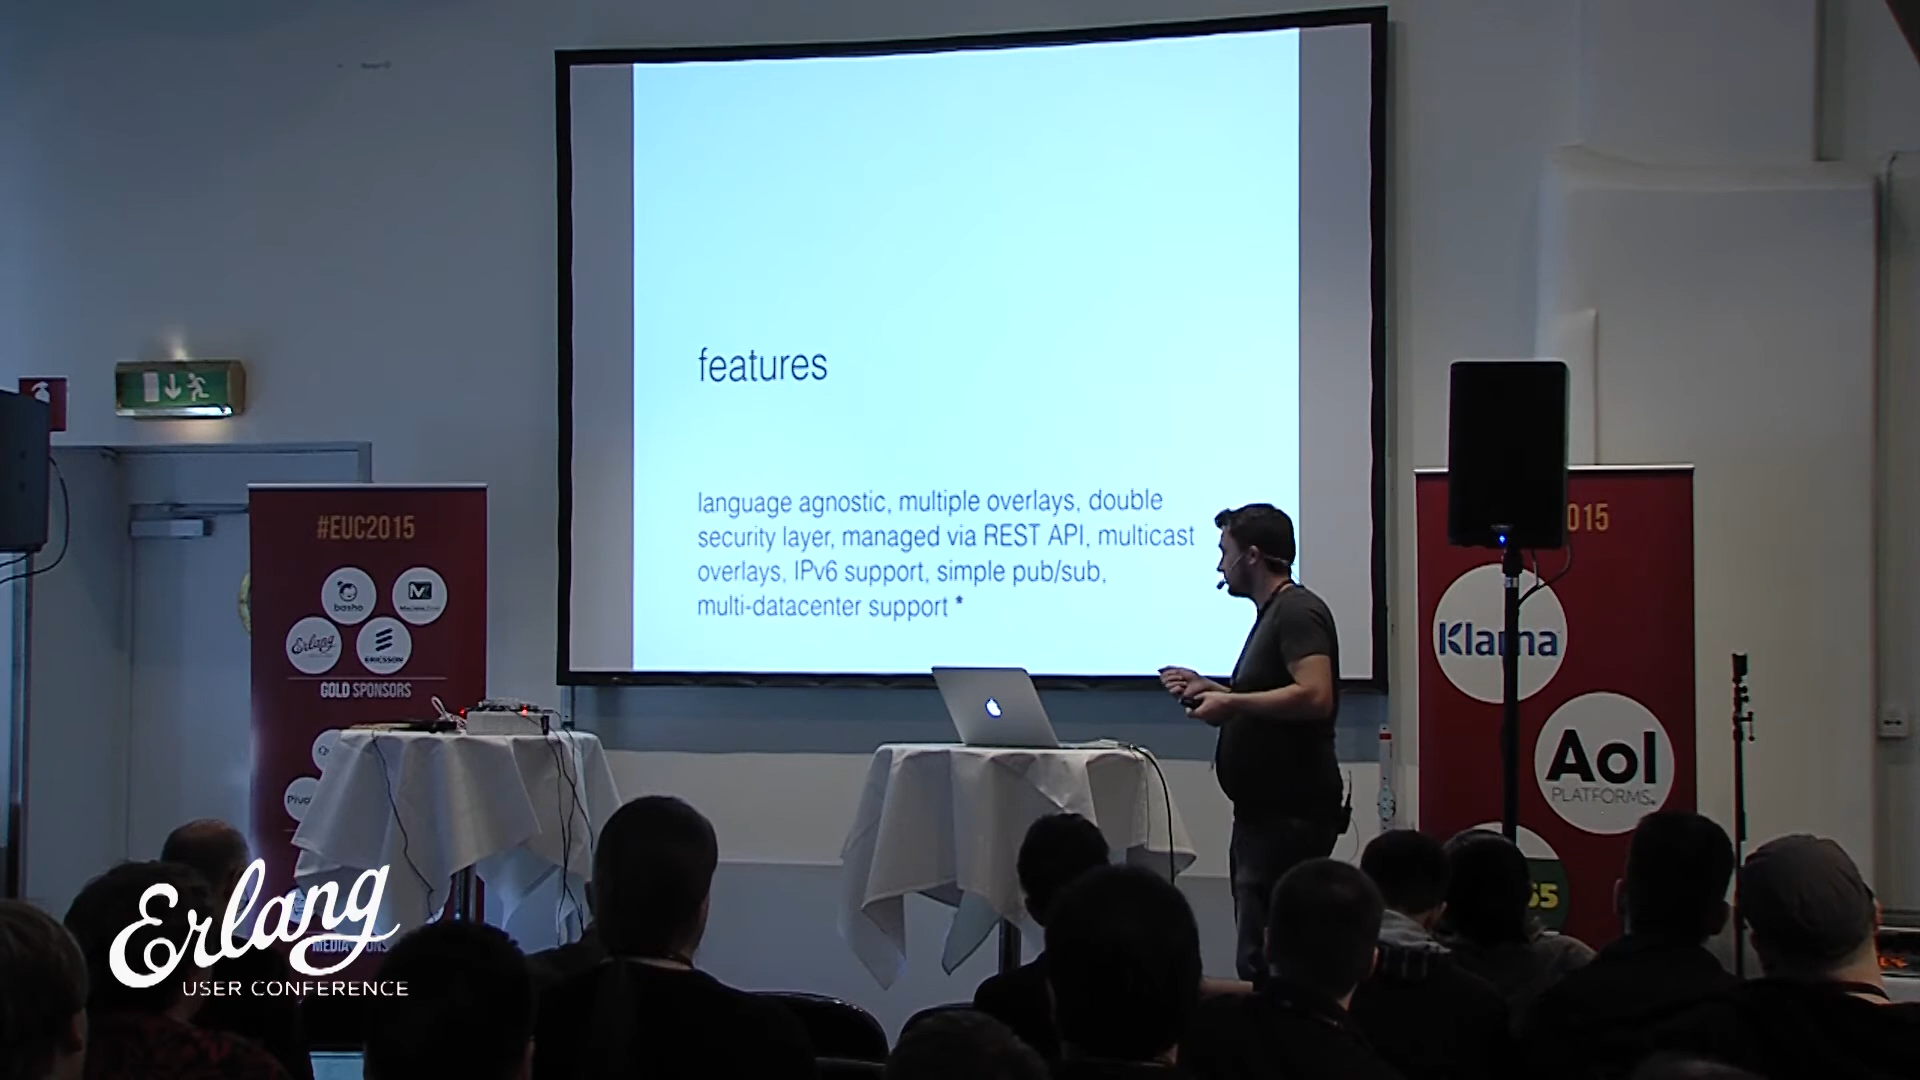 features
language agnostic, multiple overlays, double
security layer, managed via REST API, multicast
overlays, IPv6 support, simple pub/sub,
multi-datacenter support *
#EUC2015
basho
Erlang
ERICSSON
GOLD SPONSORS
015
Klarna
Aol
PLATFORMS.
Erlang
USER CONFERENCE